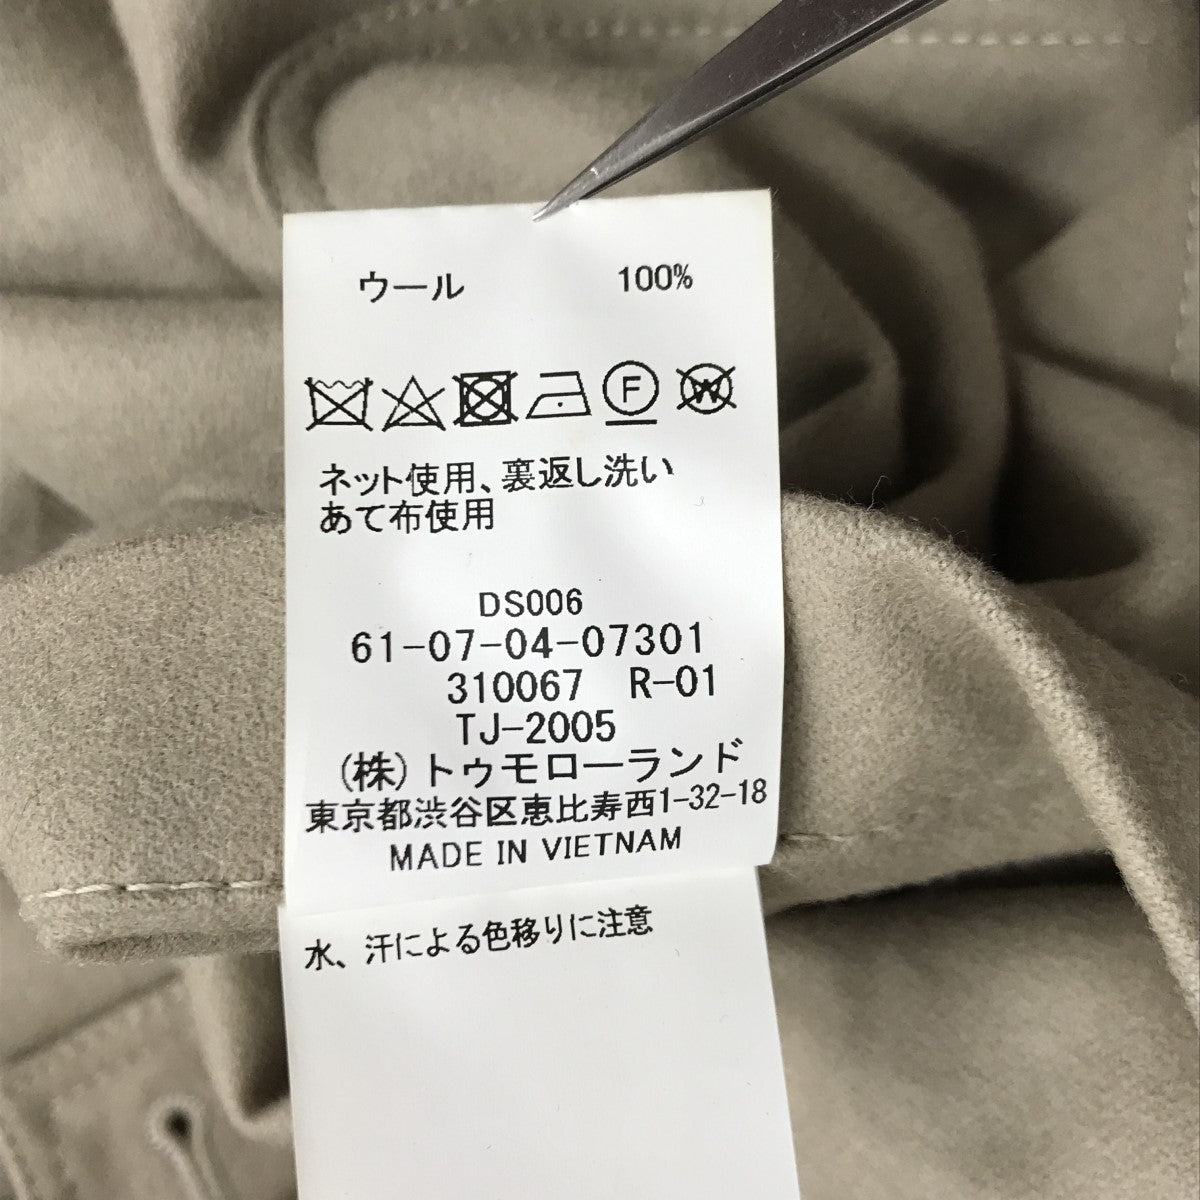 ウール 100%
F W
ネット使用、裏返し洗い
あて布使用
DS006
61-07-04-07301
310067 R-01
TJ-2005
(株)トゥモローランド
東京都渋谷区恵比寿西1-32-18
MADE IN VIETNAM
水、汗による色移りに注意